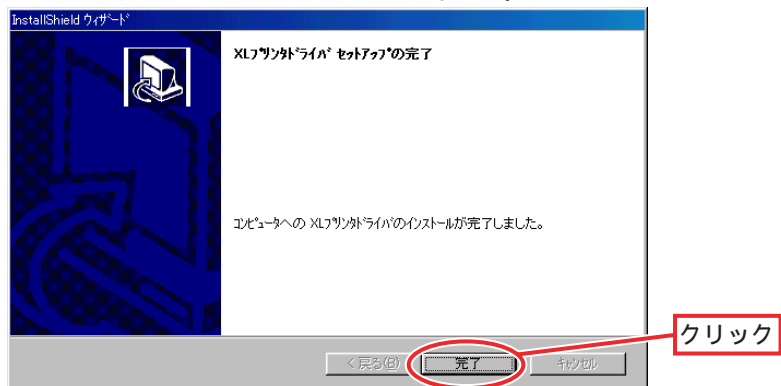 InstallShield ウィザード
XLプリンタドライバ セットアップの完了
コンピュータへの XLプリンタドライバのインストールが完了しました。
クリック
< 戻る(B)
完了
キャンセル